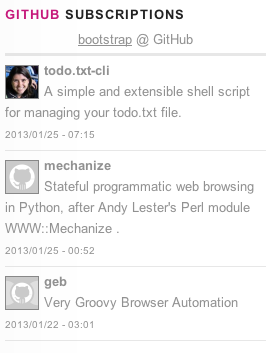 GITHUB SUBSCRIPTIONS
bootstrap @ GitHub
todo.txt-cli
A simple and extensible shell script
for managing your todo.txt file.
2013/01/25 - 07:15
mechanize
Stateful programmatic web browsing
in Python, after Andy Lester's Perl module
WWW::Mechanize .
2013/01/25 - 00:52
geb
Very Groovy Browser Automation
2013/01/22 - 03:01